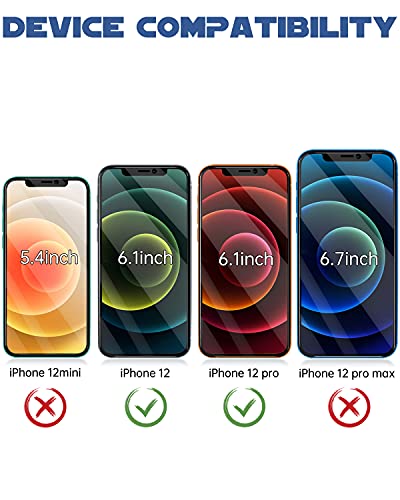 DEVICE COMPATIBILITY
5.4inch
6.1inch
6.1inch
6.7inch
iPhone 12mini
iPhone 12
iPhone 12 pro
iPhone 12 pro max